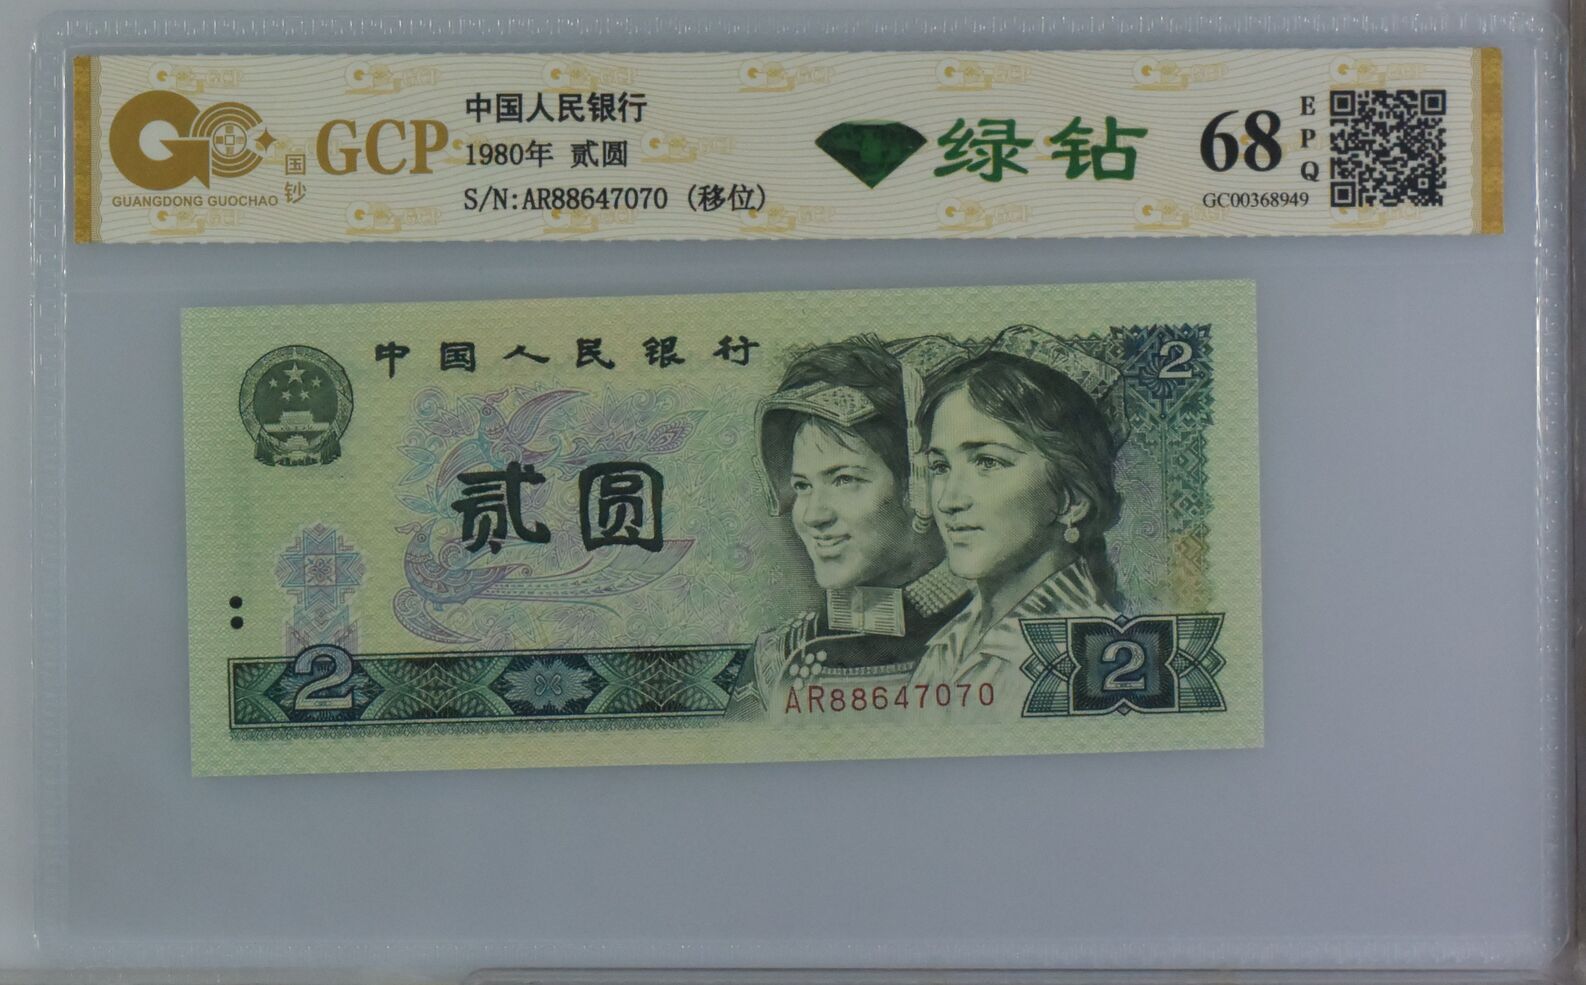 GUANGDONG GUOCHAO
国钞
GCP
中国人民银行
1980年 贰圆
S/N:AR88647070 (移位)
绿钻
68
EPQ
GC00368949
中国人民银行
2
贰圆
2
AR88647070
2